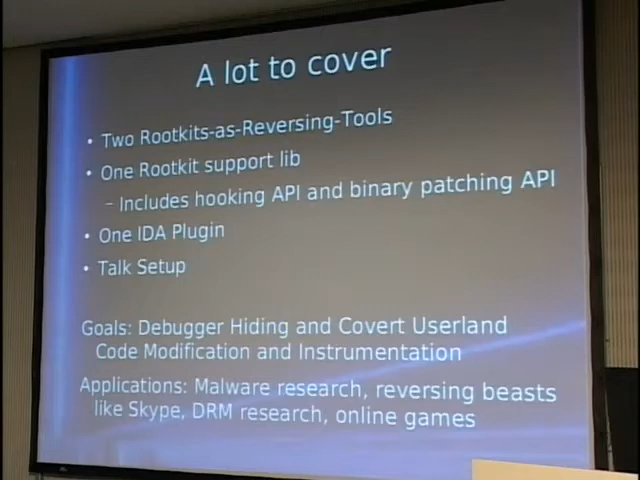 A lot to cover
• Two Rootkits-as-Reversing-Tools
• One Rootkit support lib
– Includes hooking API and binary patching API
• One IDA Plugin
• Talk Setup
Goals: Debugger Hiding and Covert Userland
Code Modification and Instrumentation
Applications: Malware research, reversing beasts
like Skype, DRM research, online games